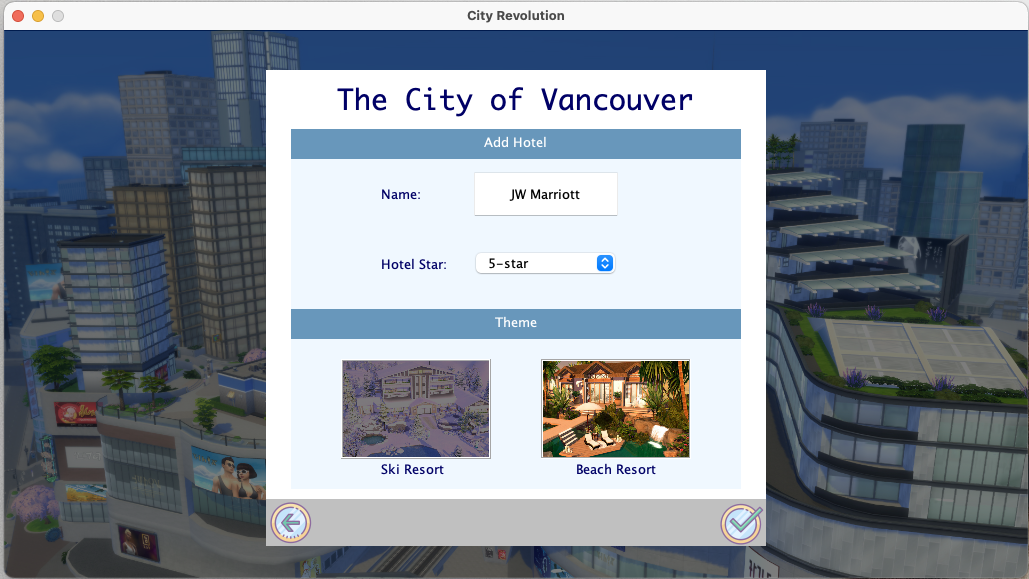 City Revolution
The City of Vancouver
Add Hotel
Name:
JW Marriott
Hotel Star:
5-star
Theme
Ski Resort
Beach Resort